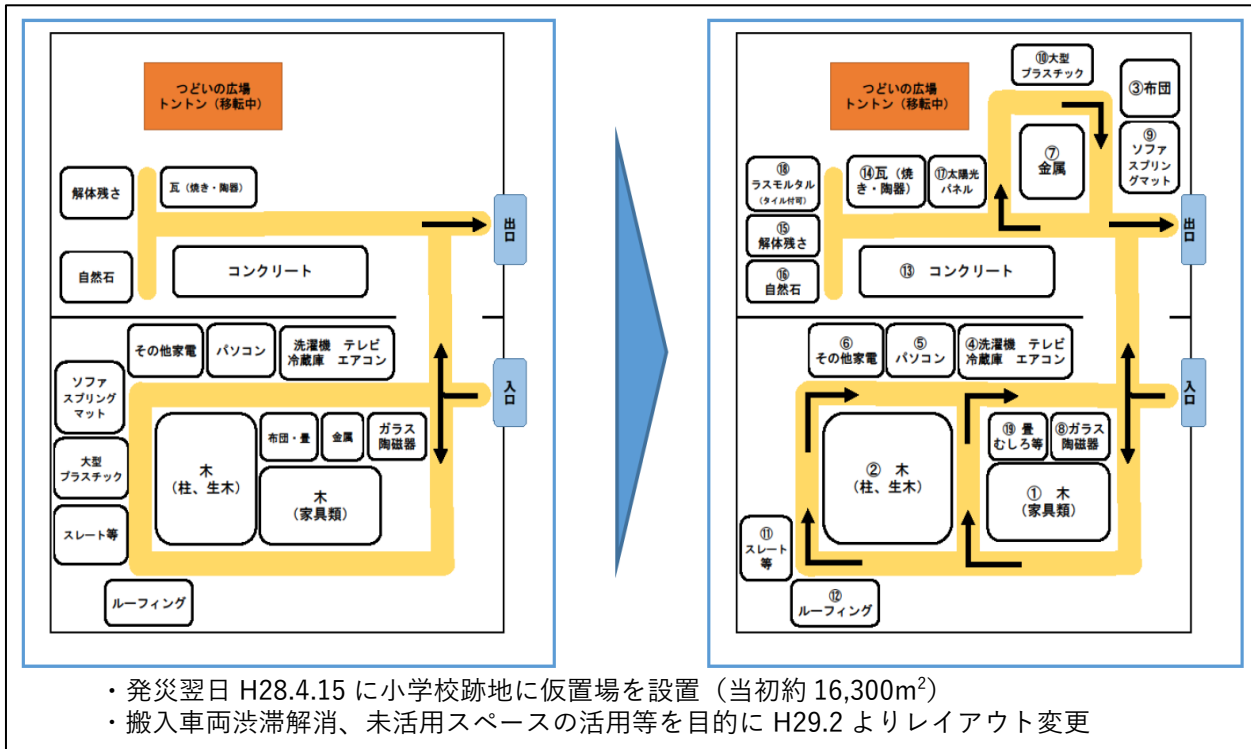 つどいの広場
トントン（移転中）
解体残さ
瓦（焼き・陶器）
出口
自然石
コンクリート
その他家電
パソコン
洗濯機 テレビ
冷蔵庫 エアコン
入口
ソファ
スプリング
マット
布団・畳
金属
ガラス
陶磁器
木
（柱、生木）
大型
プラスチック
木
（家具類）
スレート等
ルーフィング
つどいの広場
トントン（移転中）
⑩大型
プラスチック
③布団
⑨
ソファ
スプリン
グマット
⑦
金属
⑱
ラスモルタル
（タイル付可）
⑭瓦（焼
き・陶器）
⑰太陽光
パネル
出口
⑮
解体残さ
⑯
自然石
⑬ コンクリート
⑥
その他家電
⑤
パソコン
④洗濯機 テレビ
冷蔵庫 エアコン
入口
⑲ 畳
むしろ等
⑧ガラス
陶磁器
② 木
（柱、生木）
① 木
（家具類）
⑪
スレート
等
⑫
ルーフィング
・発災翌日 H28.4.15 に小学校跡地に仮置場を設置（当初約 16,300m²）
・搬入車両渋滞解消、未活用スペースの活用等を目的に H29.2 よりレイアウト変更